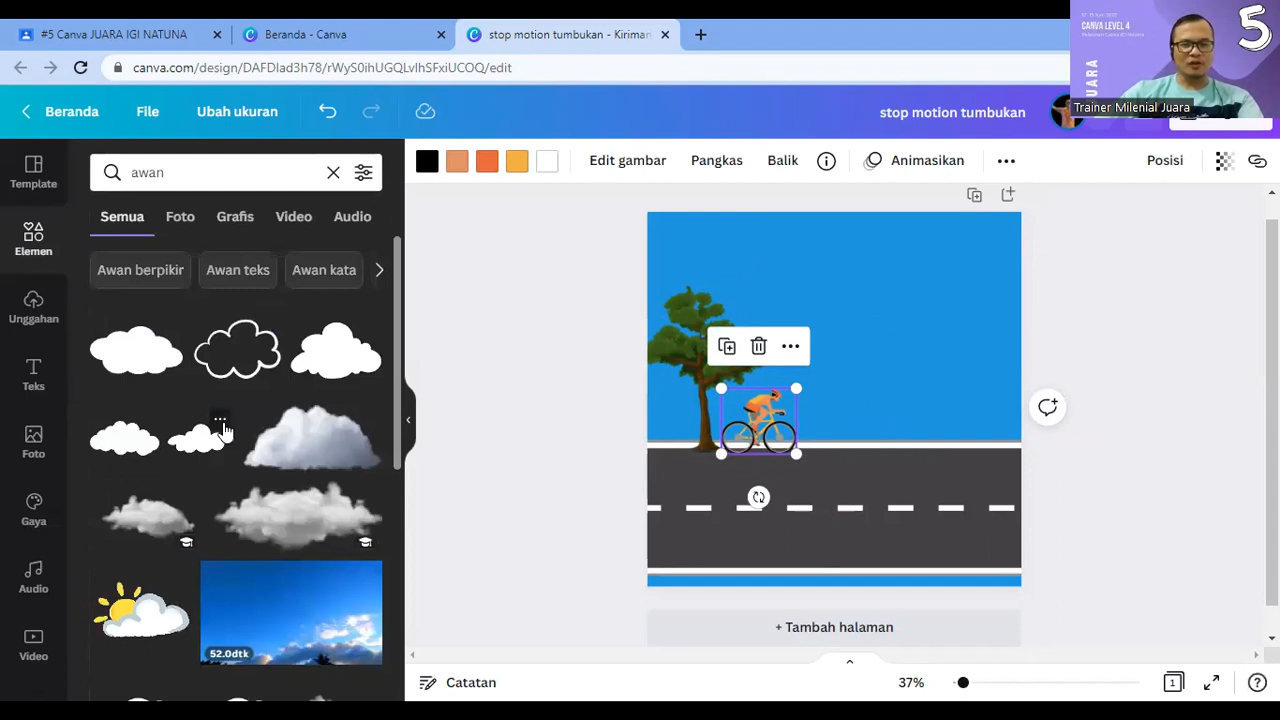 #5 Canva JUARA IGI NATUNA
Beranda - Canva
stop motion tumbukan - Kiriman
canva.com/design/DAFDIad3h78/rWyS0ihUGQLvlhSFxiUCOQ/edit
CANVA LEVEL 4
5
JUARA
Trainer Milenial Juara
Beranda
File
Ubah ukuran
stop motion tumbukan
Template
Elemen
Unggahan
Teks
Foto
Gaya
Audio
Video
awan
Semua
Foto
Grafis
Video
Audio
Awan berpikir
Awan teks
Awan kata
52.0dtk
Edit gambar
Pangkas
Balik
Animasikan
Posisi
+ Tambah halaman
Catatan
37%
1